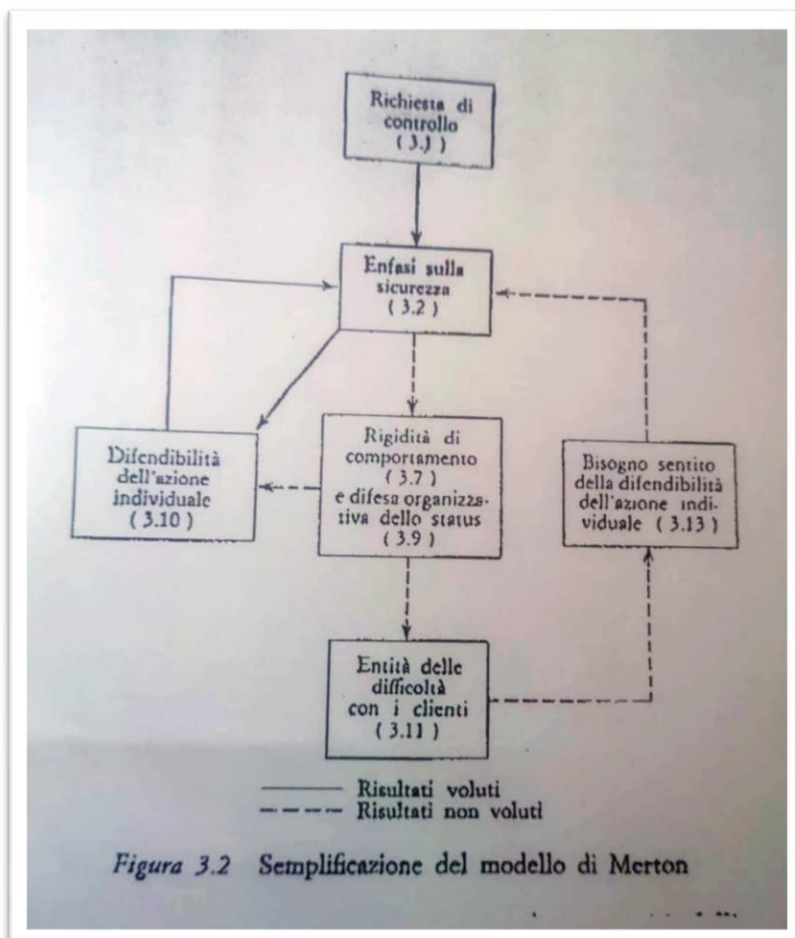 Richiesta di
controllo
( 3.1 )
Enfasi sulla
sicurezza
( 3.2 )
Difendibilità
dell'azione
individuale
( 3.10 )
Rigidità di
comportamento
( 3.7 )
e difesa organizza-
tiva dello status
( 3.9 )
Bisogno sentito
della difendibilità
dell'azione indi-
viduale ( 3.13 )
Entità delle
difficoltà
con i clienti
( 3.11 )
Risultati voluti
Risultati non voluti
Figura 3.2 Semplificazione del modello di Merton